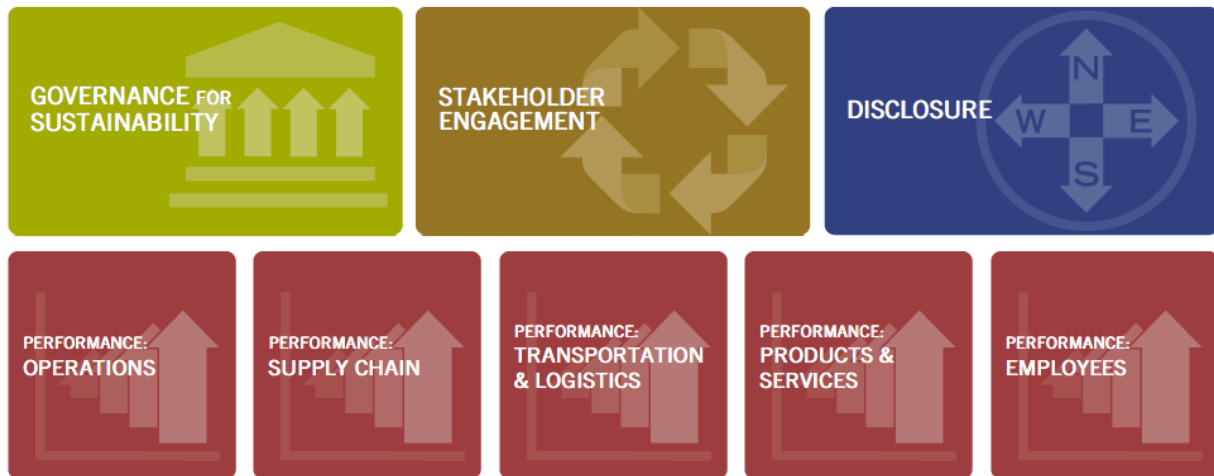 GOVERNANCE FOR
SUSTAINABILITY
STAKEHOLDER
ENGAGEMENT
DISCLOSURE
N
W E
S
PERFORMANCE:
OPERATIONS
PERFORMANCE:
SUPPLY CHAIN
PERFORMANCE:
TRANSPORTATION
& LOGISTICS
PERFORMANCE:
PRODUCTS &
SERVICES
PERFORMANCE:
EMPLOYEES